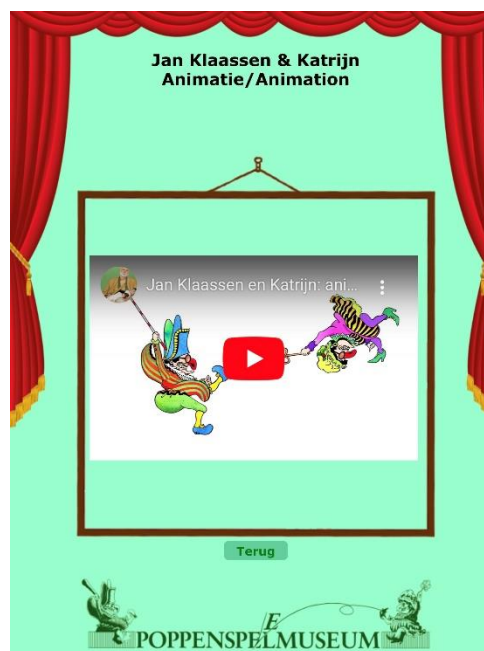 Jan Klaassen & Katrijn
Animatie/Animation
Jan Klaassen en Katrijn: ani...
Terug
E
POPPENSPELMUSEUM